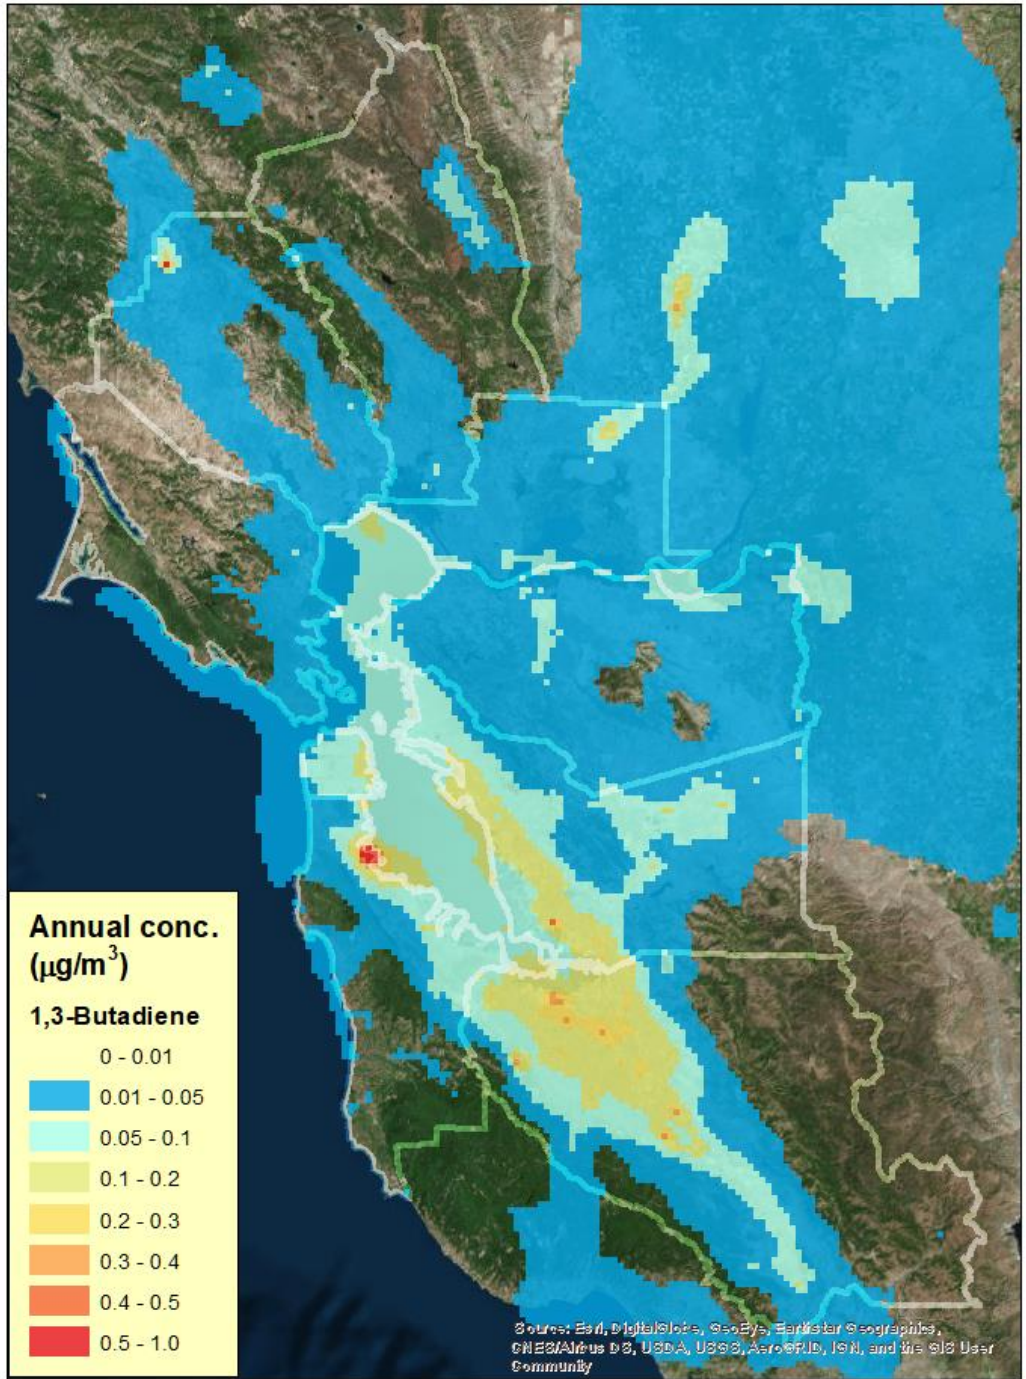 Annual conc.
(μg/m³)
1,3-Butadiene
0 - 0.01
0.01 - 0.05
0.05 - 0.1
0.1 - 0.2
0.2 - 0.3
0.3 - 0.4
0.4 - 0.5
0.5 - 1.0
Source: Esri, DigitalGlobe, GeoEye, Earthstar Geographics,
CNES/Airbus DS, USDA, USGS, AeroGRID, IGN, and the GIS User
Community